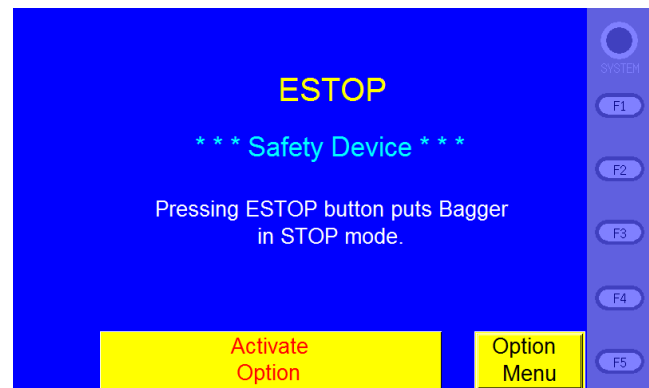 ESTOP
SYSTEM
F1
* * * Safety Device * * *
F2
Pressing ESTOP button puts Bagger
in STOP mode.
F3
F4
Activate
Option
Option
Menu
F5